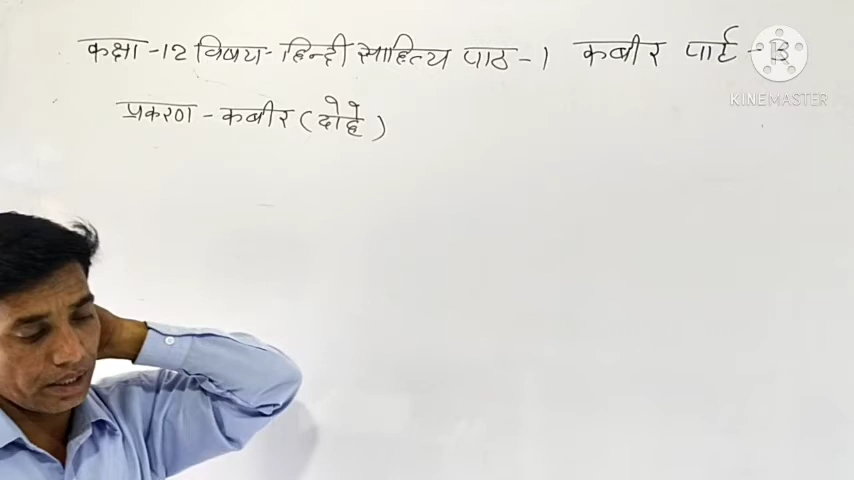 कक्षा -12 विषय- हिन्दी साहित्य पाठ-1 कबीर पार्ट -
KINEMASTER
प्रकरण - कबीर (दोहे)